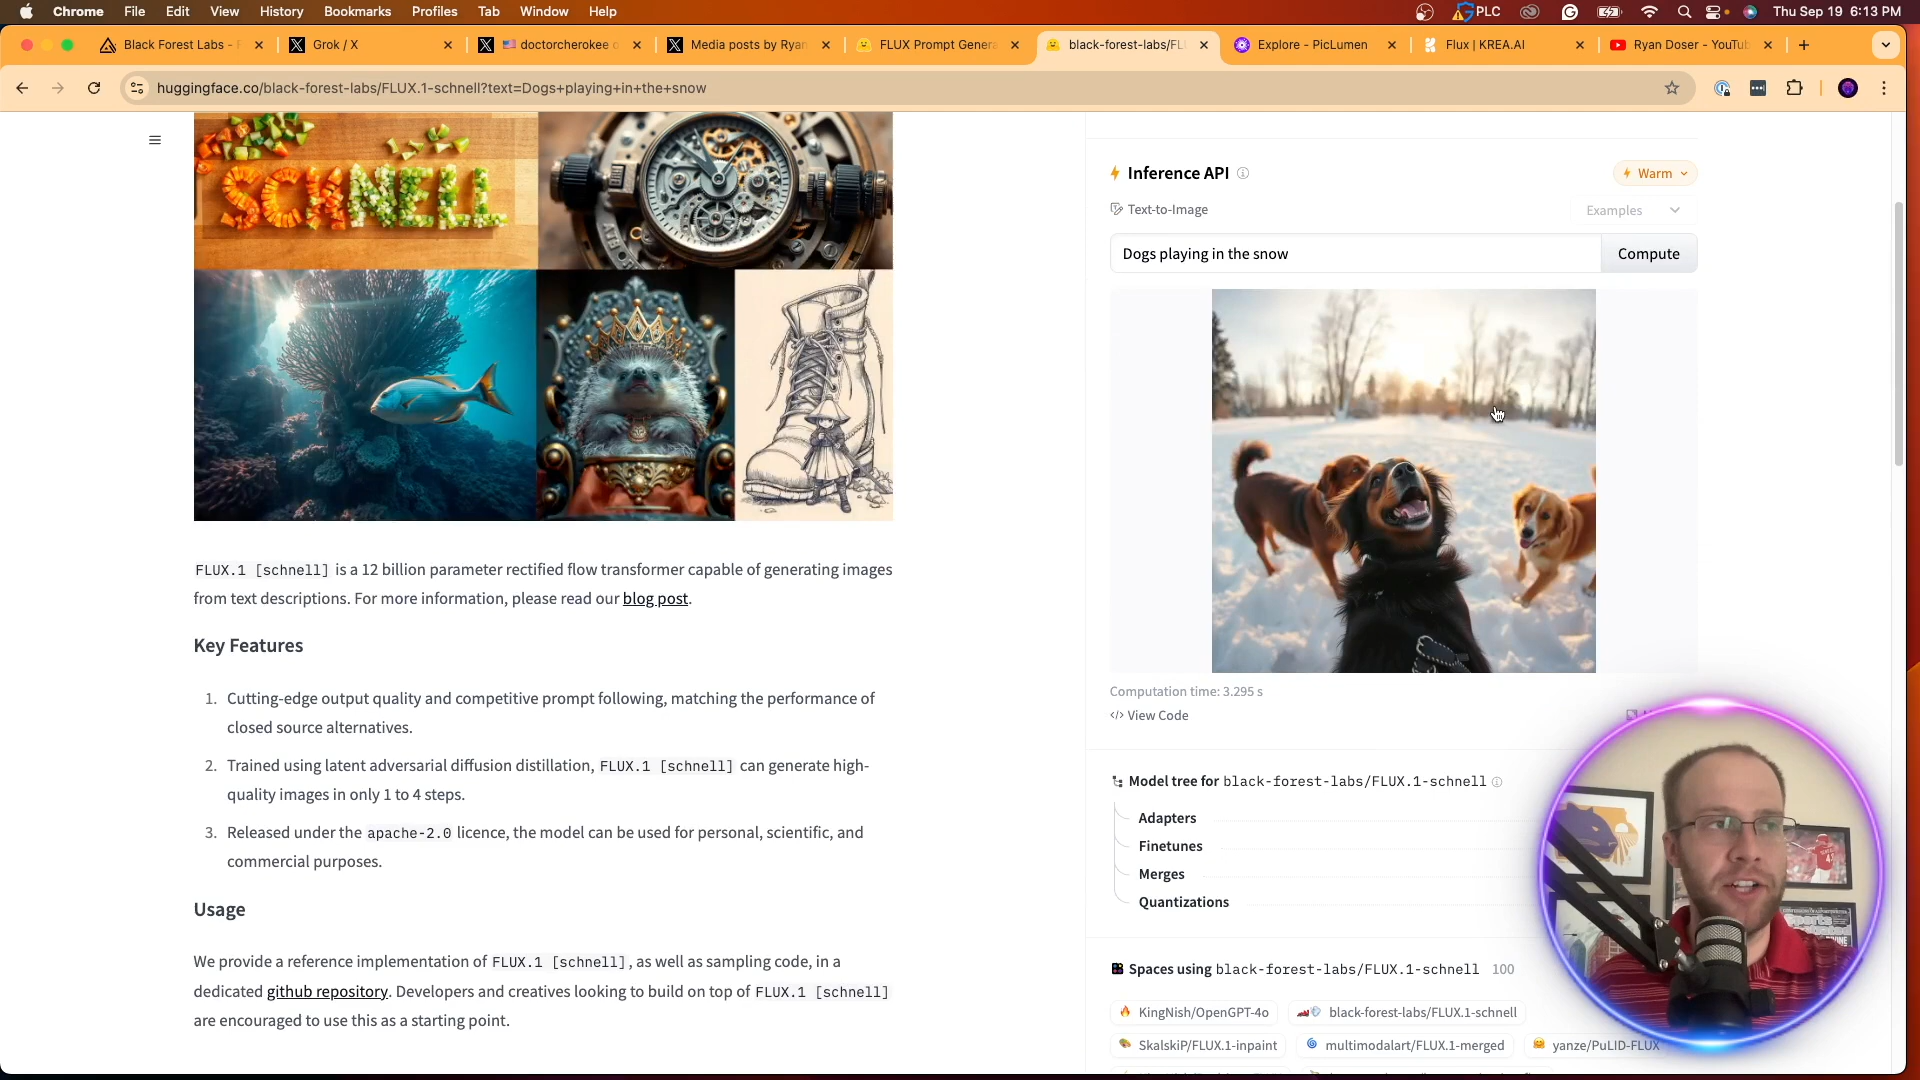 Chrome File Edit View History Bookmarks Profiles Tab Window Help
PLC
Thu Sep 19 6:13 PM
Black Forest Labs - F
Grok / X
doctorcherokee o
Media posts by Ryan
FLUX Prompt Genera
black-forest-labs/FLU
Explore - PicLumen
Flux | KREA.AI
Ryan Doser - YouTub
huggingface.co/black-forest-labs/FLUX.1-schnell?text=Dogs+playing+in+the+snow
SCHNELL
FLUX.1 [schnell] is a 12 billion parameter rectified flow transformer capable of generating images
from text descriptions. For more information, please read our blog post.
Key Features
1. Cutting-edge output quality and competitive prompt following, matching the performance of
closed source alternatives.
2. Trained using latent adversarial diffusion distillation, FLUX.1 [schnell] can generate high-
quality images in only 1 to 4 steps.
3. Released under the apache-2.0 licence, the model can be used for personal, scientific, and
commercial purposes.
Usage
We provide a reference implementation of FLUX.1 [schnell], as well as sampling code, in a
dedicated github repository. Developers and creatives looking to build on top of FLUX.1 [schnell]
are encouraged to use this as a starting point.
Inference API
Warm
Text-to-Image
Examples
Dogs playing in the snow
Compute
Computation time: 3.295 s
</> View Code
Model tree for black-forest-labs/FLUX.1-schnell
Adapters
Finetunes
Merges
Quantizations
Spaces using black-forest-labs/FLUX.1-schnell 100
KingNish/OpenGPT-4o
black-forest-labs/FLUX.1-schnell
SkalskiP/FLUX.1-inpaint
multimodalart/FLUX.1-merged
yanze/PuLID-FLUX